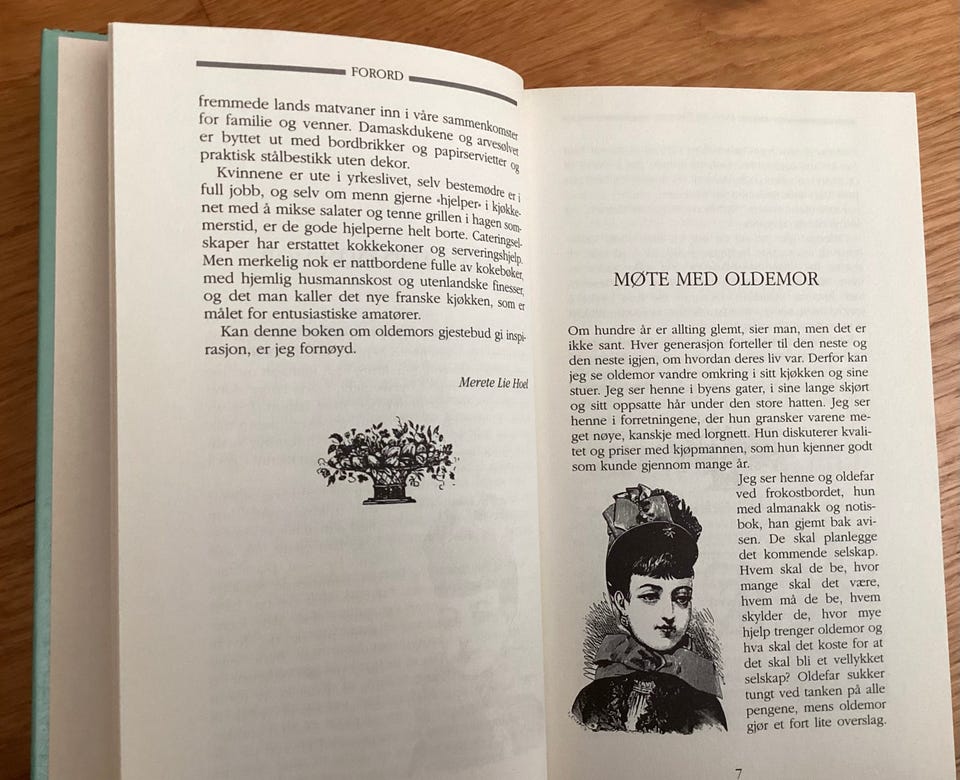 FORORD
fremmede lands matvaner inn i våre sammenkomster
for familie og venner. Damaskdukene og arvesølvet
er byttet ut med bordbrikker og papirservietter og
praktisk stålbestikk uten dekor.
Kvinnene er ute i yrkeslivet, selv bestemødre er i
full jobb, og selv om menn gjerne «hjelper» i kjøkke-
net med å mikse salater og tenne grillen i hagen som-
merstid, er de gode hjelperne helt borte. Cateringsel-
skaper har erstattet kokkekoner og serveringshjelp.
Men merkelig nok er nattbordene fulle av kokebøker,
med hjemlig husmannskost og utenlandske finesser,
og det man kaller det nye franske kjøkken, som er
målet for entusiastiske amatører.
Kan denne boken om oldemors gjestebud gi inspi-
rasjon, er jeg fornøyd.
Merete Lie Hoel
MØTE MED OLDEMOR
Om hundre år er allting glemt, sier man, men det er
ikke sant. Hver generasjon forteller til den neste og
den neste igjen, om hvordan deres liv var. Derfor kan
jeg se oldemor vandre omkring i sitt kjøkken og sine
stuer. Jeg ser henne i byens gater, i sine lange skjørt
og sitt oppsatte hår under den store hatten. Jeg ser
henne i forretningene, der hun gransker varene me-
get nøye, kanskje med lorgnett. Hun diskuterer kvali-
tet og priser med kjøpmannen, som hun kjenner godt
som kunde gjennom mange år.
Jeg ser henne og oldefar
ved frokostbordet, hun
med almanakk og notis-
bok, han gjemt bak avi-
sen. De skal planlegge
det kommende selskap.
Hvem skal de be, hvor
mange skal det være,
hvem må de be, hvem
skylder de, hvor mye
hjelp trenger oldemor og
hva skal det koste for at
det skal bli et vellykket
selskap? Oldefar sukker
tungt ved tanken på alle
pengene, mens oldemor
gjør et fort lite overslag.
7